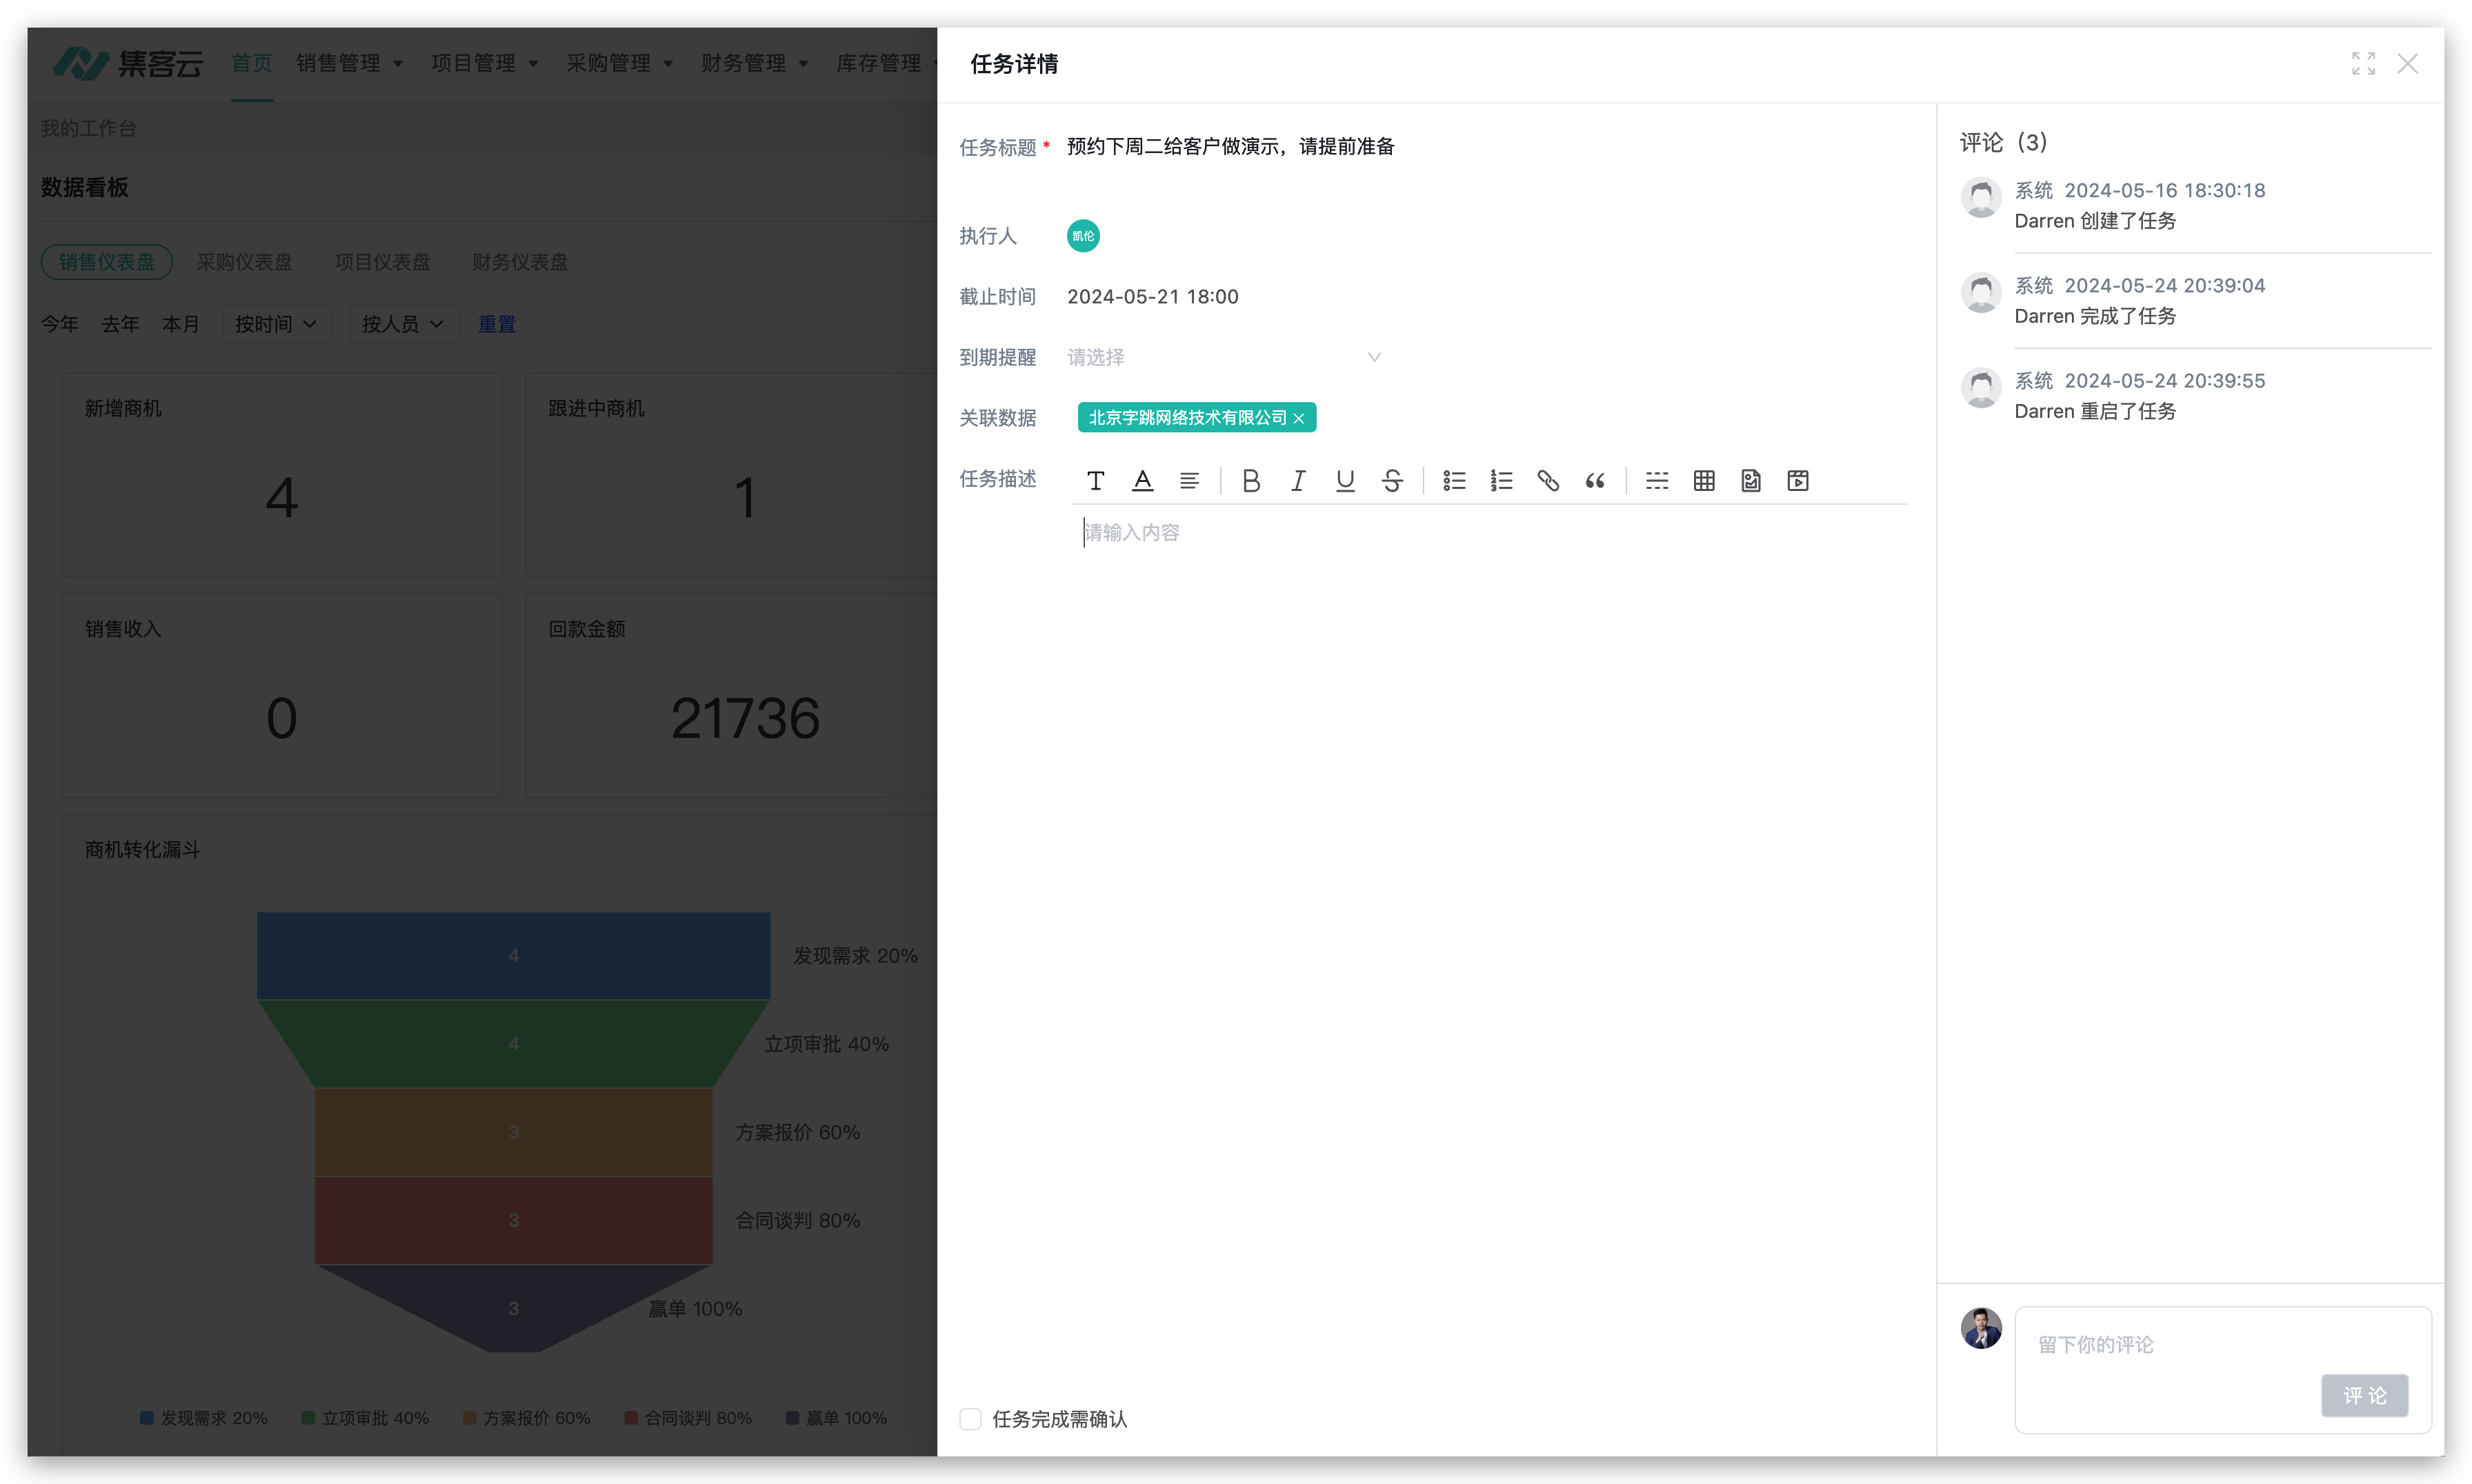 集客云 首页 销售管理 项目管理 采购管理 财务管理 库存管理
我的工作台
数据看板
销售仪表盘 采购仪表盘 项目仪表盘 财务仪表盘
今年 去年 本月 按时间 按人员 重置
新增商机 跟进中商机
4 1
销售收入 回款金额
0 21736
商机转化漏斗
4 发现需求 20%
4 立项审批 40%
3 方案报价 60%
3 合同谈判 80%
3 赢单 100%
发现需求 20% 立项审批 40% 方案报价 60% 合同谈判 80% 赢单 100%
任务详情
任务标题 * 预约下周二给客户做演示，请提前准备
执行人 凯伦
截止时间 2024-05-21 18:00
到期提醒 请选择
关联数据 北京字跳网络技术有限公司
任务描述
请输入内容
任务完成需确认
评论（3）
系统 2024-05-16 18:30:18
Darren 创建了任务
系统 2024-05-24 20:39:04
Darren 完成了任务
系统 2024-05-24 20:39:55
Darren 重启了任务
留下你的评论
评 论